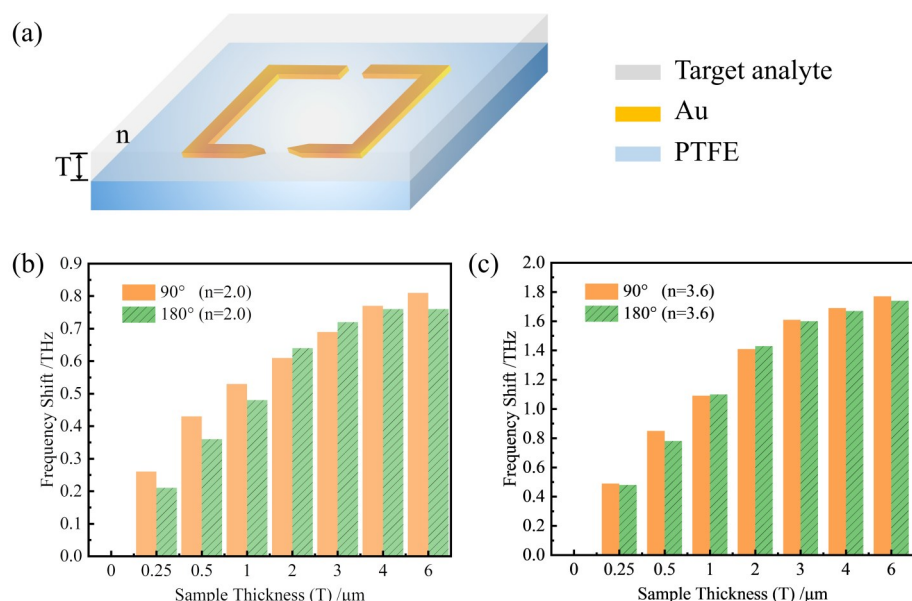 (a)
n
T
Target analyte
Au
PTFE
(b)
0.9
0.8
0.7
0.6
0.5
0.4
0.3
0.2
0.1
0.0
Frequency Shift /THz
90° (n=2.0)
180° (n=2.0)
0 0.25 0.5 1 2 3 4 6
Sample Thickness (T) /μm
(c)
2.0
1.8
1.6
1.4
1.2
1.0
0.8
0.6
0.4
0.2
0.0
Frequency Shift /THz
90° (n=3.6)
180° (n=3.6)
0 0.25 0.5 1 2 3 4 6
Sample Thickness (T) /μm